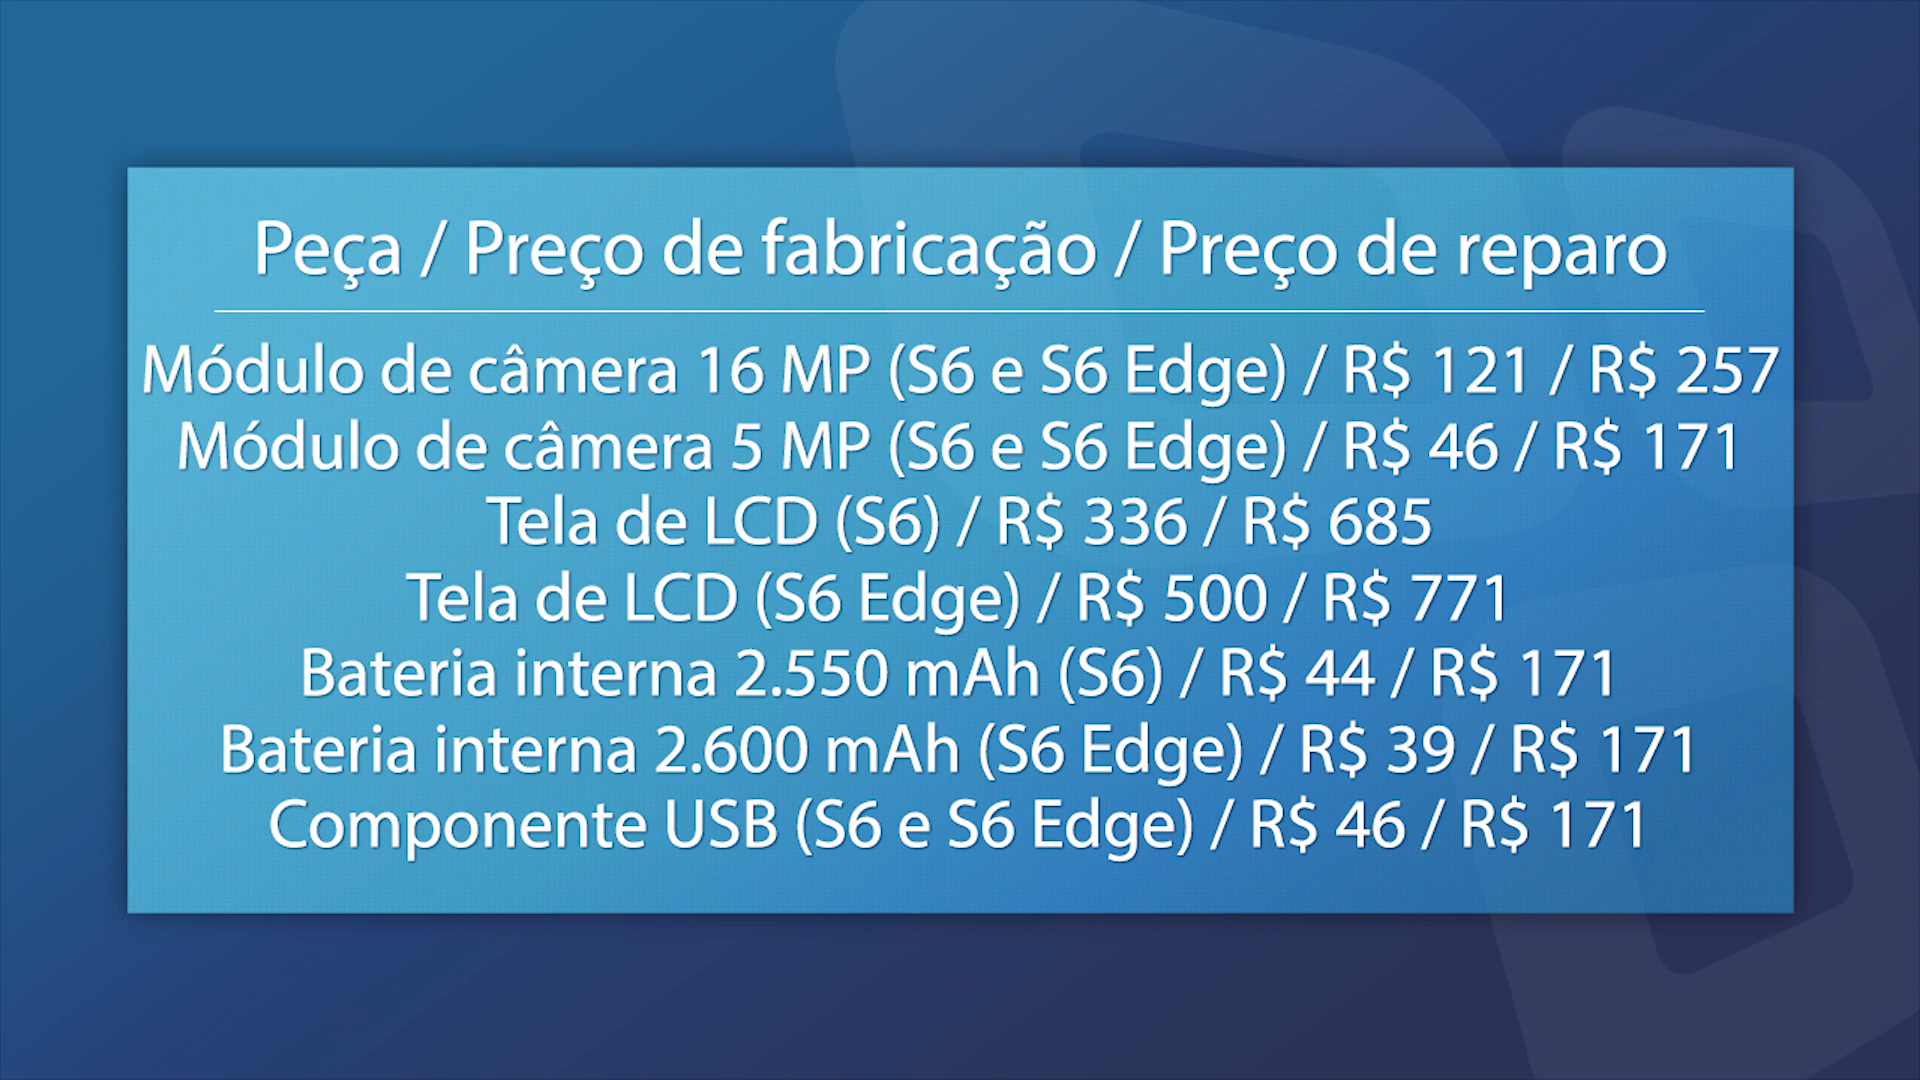 Peça / Preço de fabricação / Preço de reparo
Módulo de câmera 16 MP (S6 e S6 Edge) / R$ 121 / R$ 257
Módulo de câmera 5 MP (S6 e S6 Edge) / R$ 46 / R$ 171
Tela de LCD (S6) / R$ 336 / R$ 685
Tela de LCD (S6 Edge) / R$ 500 / R$ 771
Bateria interna 2.550 mAh (S6) / R$ 44 / R$ 171
Bateria interna 2.600 mAh (S6 Edge) / R$ 39 / R$ 171
Componente USB (S6 e S6 Edge) / R$ 46 / R$ 171